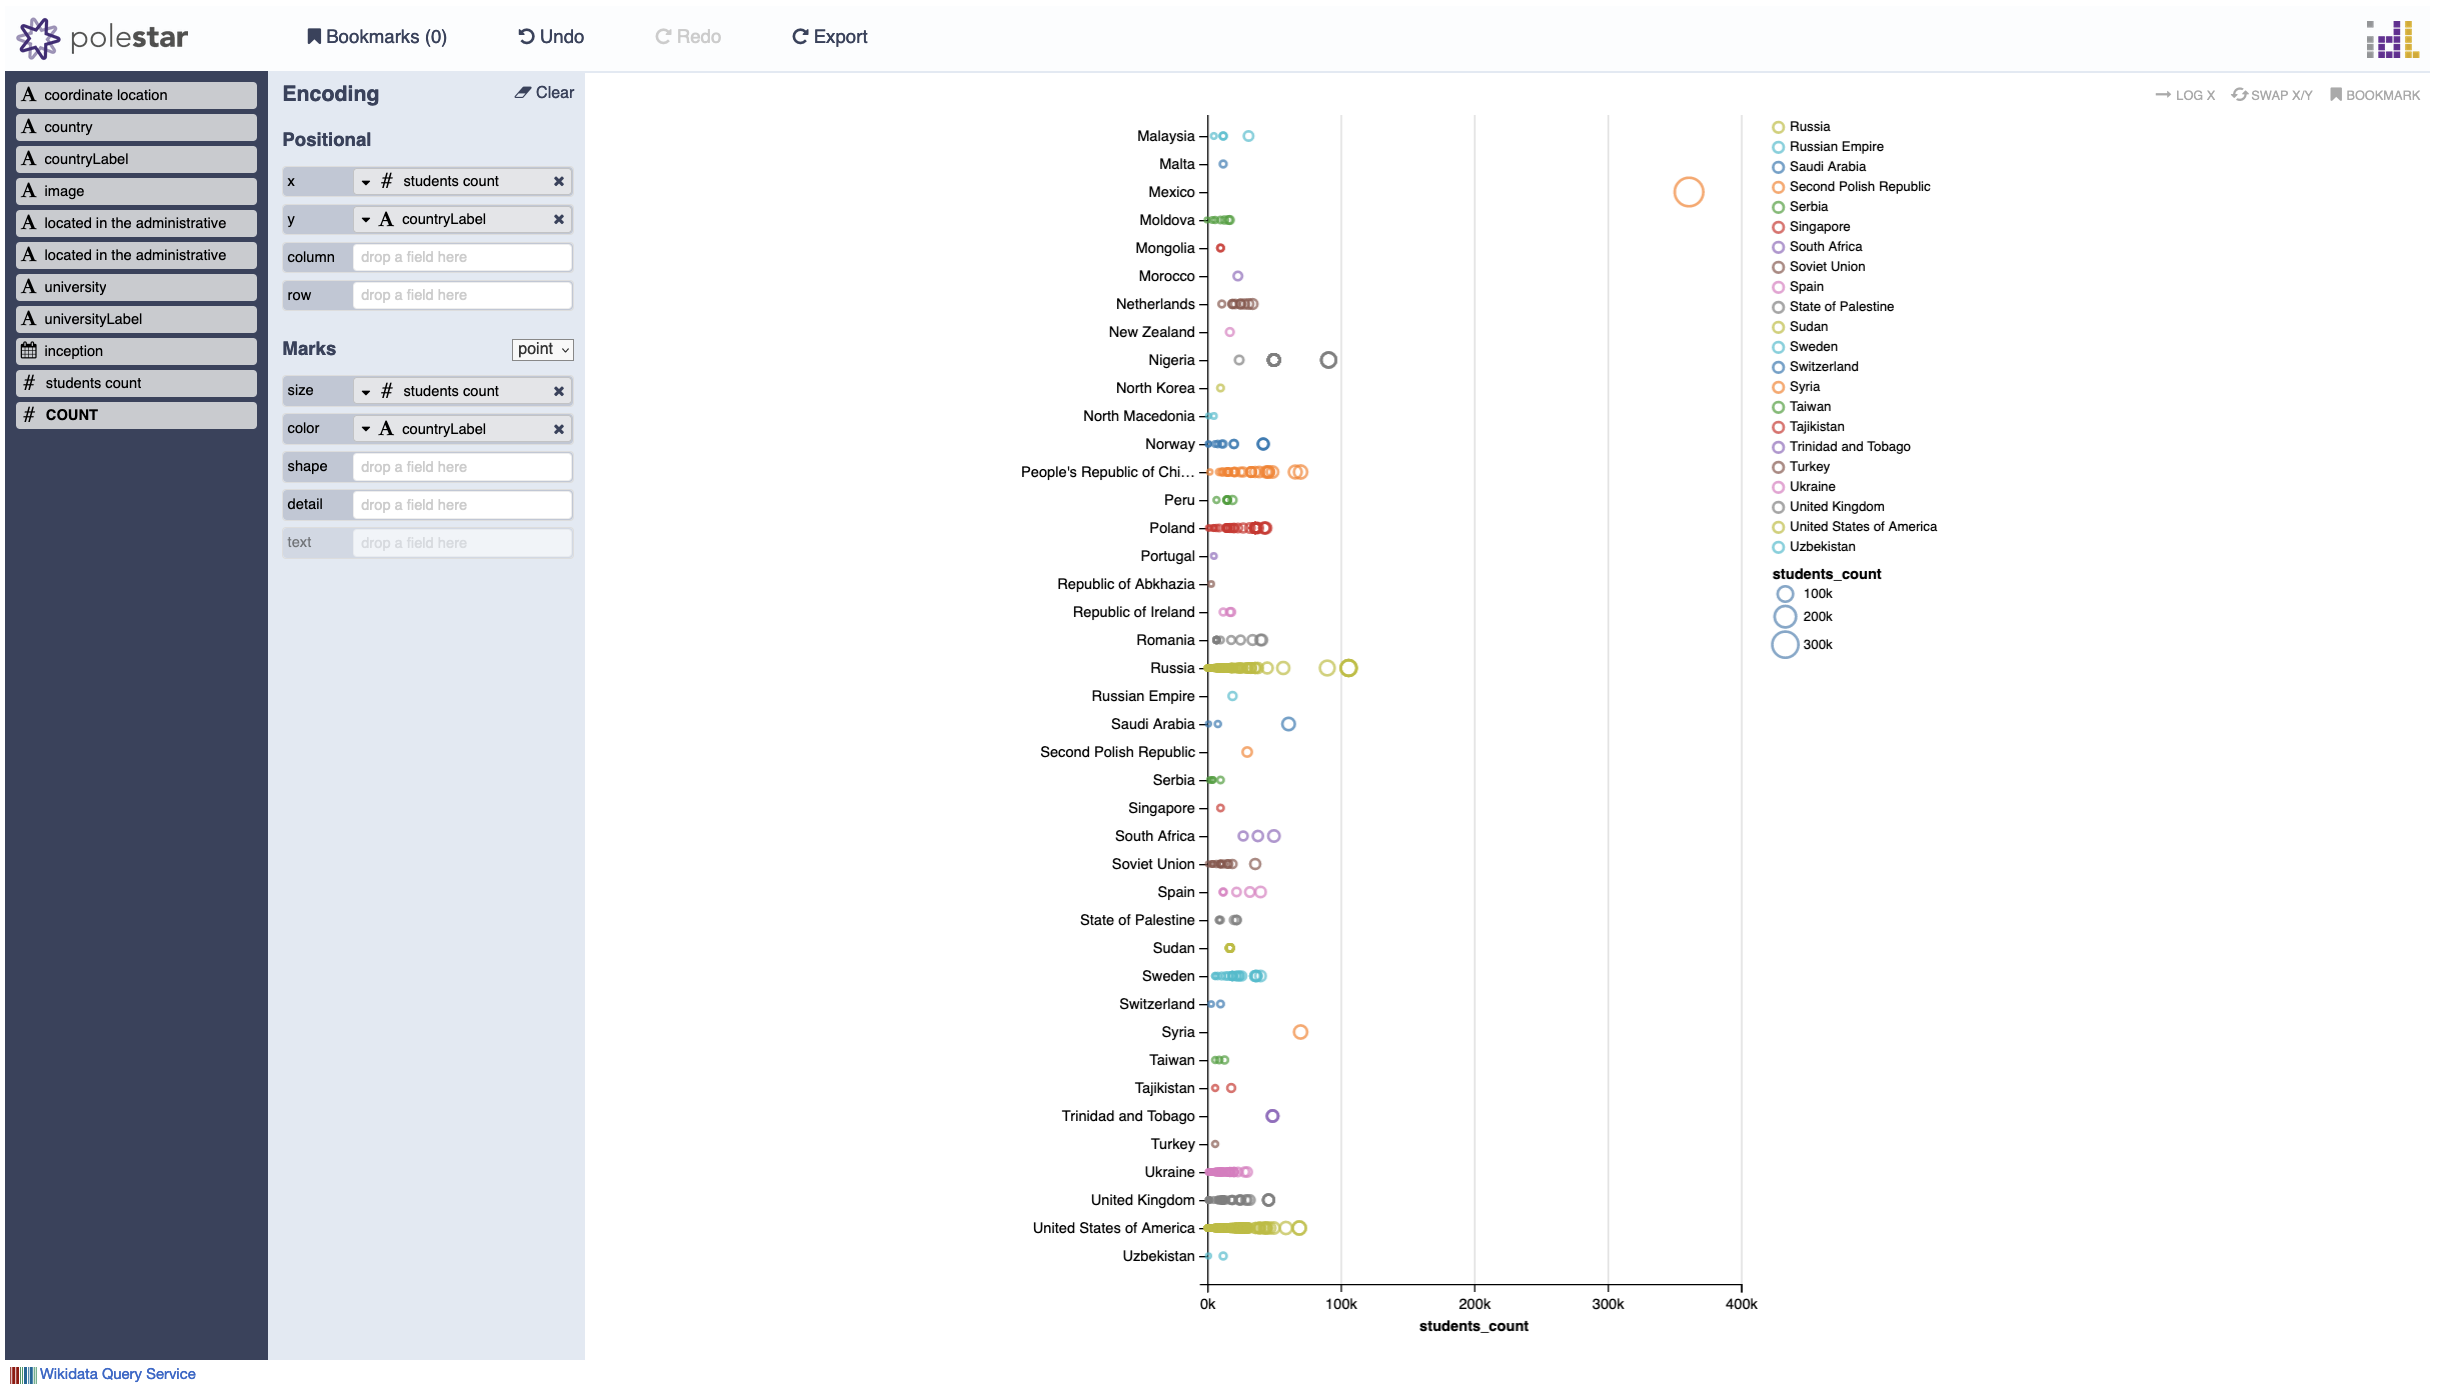 polestar
Bookmarks (0)
Undo
Redo
Export
idl
coordinate location
country
countryLabel
image
located in the administrative
located in the administrative
university
universityLabel
inception
# students count
# COUNT
Encoding
Clear
Positional
x # students count
y A countryLabel
column drop a field here
row drop a field here
Marks point
size # students count
color A countryLabel
shape drop a field here
detail drop a field here
text drop a field here
LOG X
SWAP X/Y
BOOKMARK
Malaysia
Malta
Mexico
Moldova
Mongolia
Morocco
Netherlands
New Zealand
Nigeria
North Korea
North Macedonia
Norway
People's Republic of Chi...
Peru
Poland
Portugal
Republic of Abkhazia
Republic of Ireland
Romania
Russia
Russian Empire
Saudi Arabia
Second Polish Republic
Serbia
Singapore
South Africa
Soviet Union
Spain
State of Palestine
Sudan
Sweden
Switzerland
Syria
Taiwan
Tajikistan
Trinidad and Tobago
Turkey
Ukraine
United Kingdom
United States of America
Uzbekistan
0k 100k 200k 300k 400k
students_count
Russia
Russian Empire
Saudi Arabia
Second Polish Republic
Serbia
Singapore
South Africa
Soviet Union
Spain
State of Palestine
Sudan
Sweden
Switzerland
Syria
Taiwan
Tajikistan
Trinidad and Tobago
Turkey
Ukraine
United Kingdom
United States of America
Uzbekistan
students_count
100k
200k
300k
Wikidata Query Service